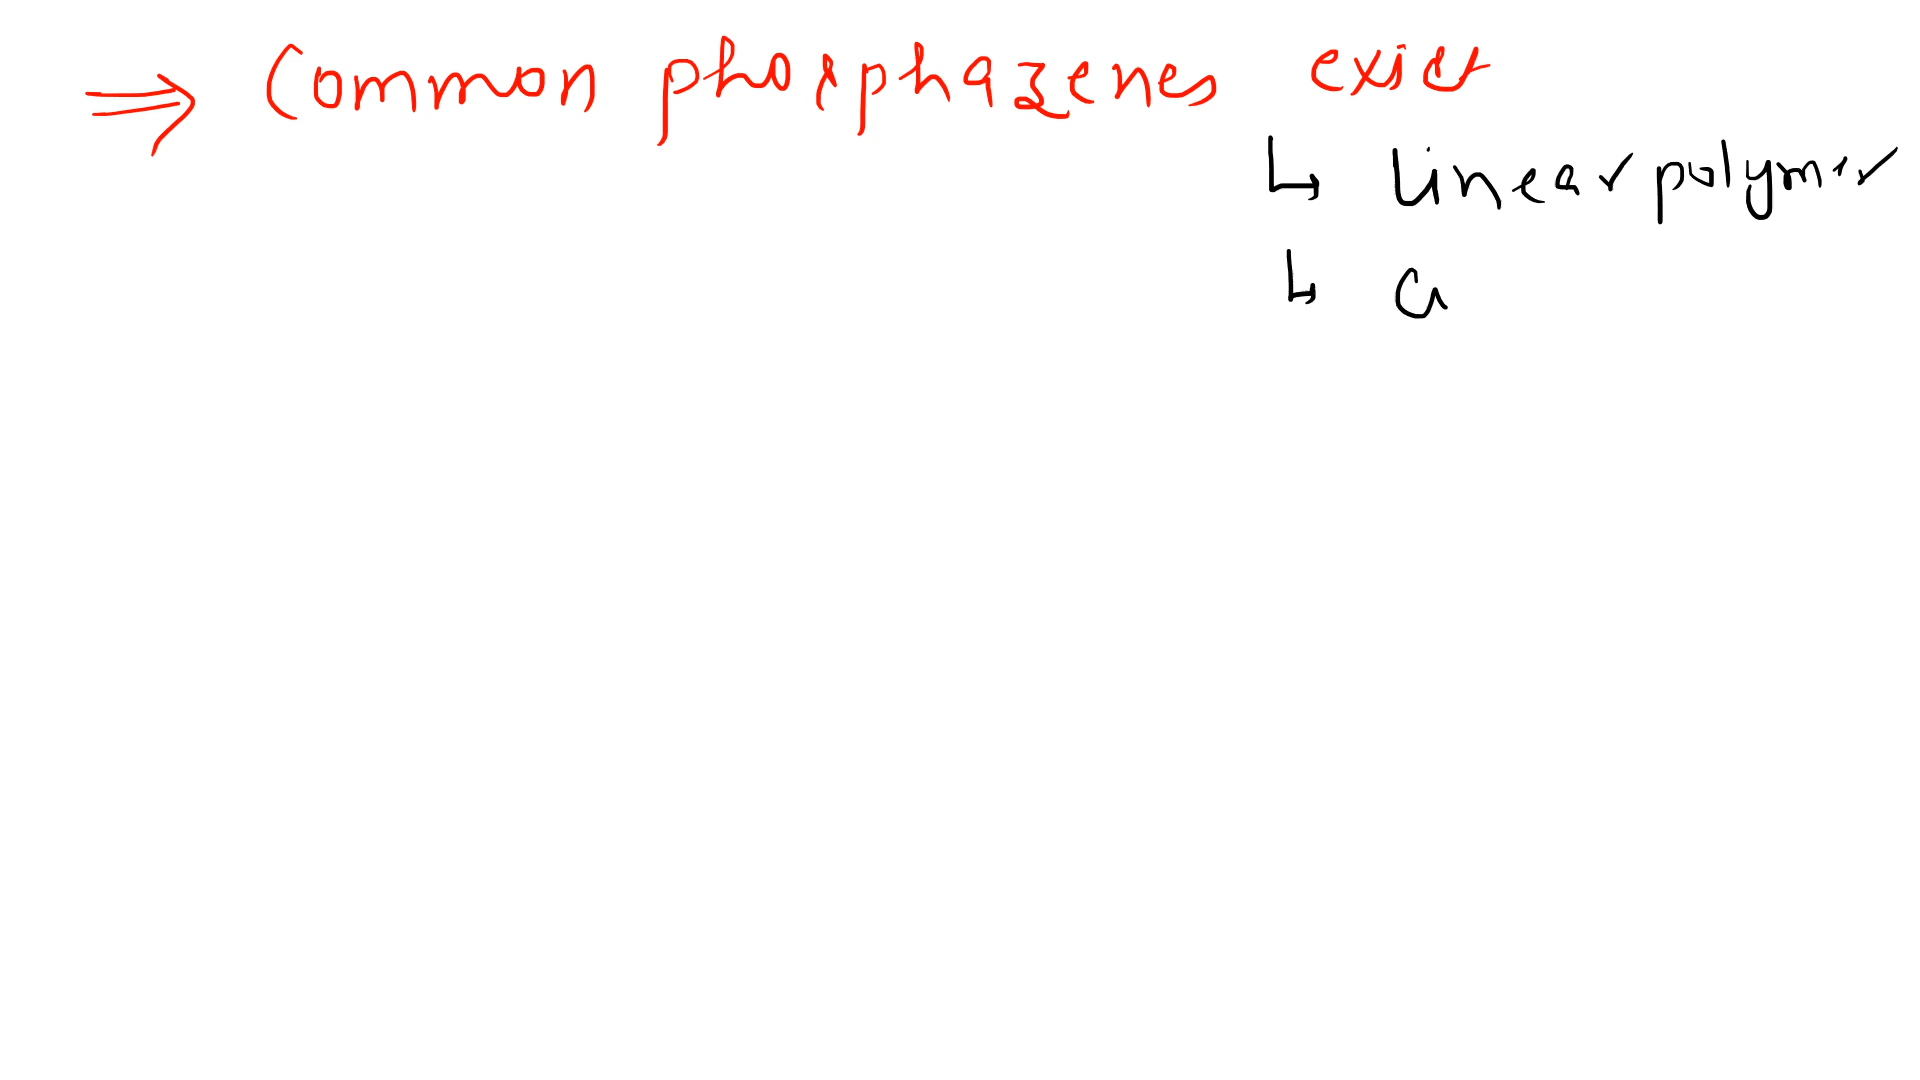 ⇒ Common phosphazenes exist
↳ linear polymer
↳ C